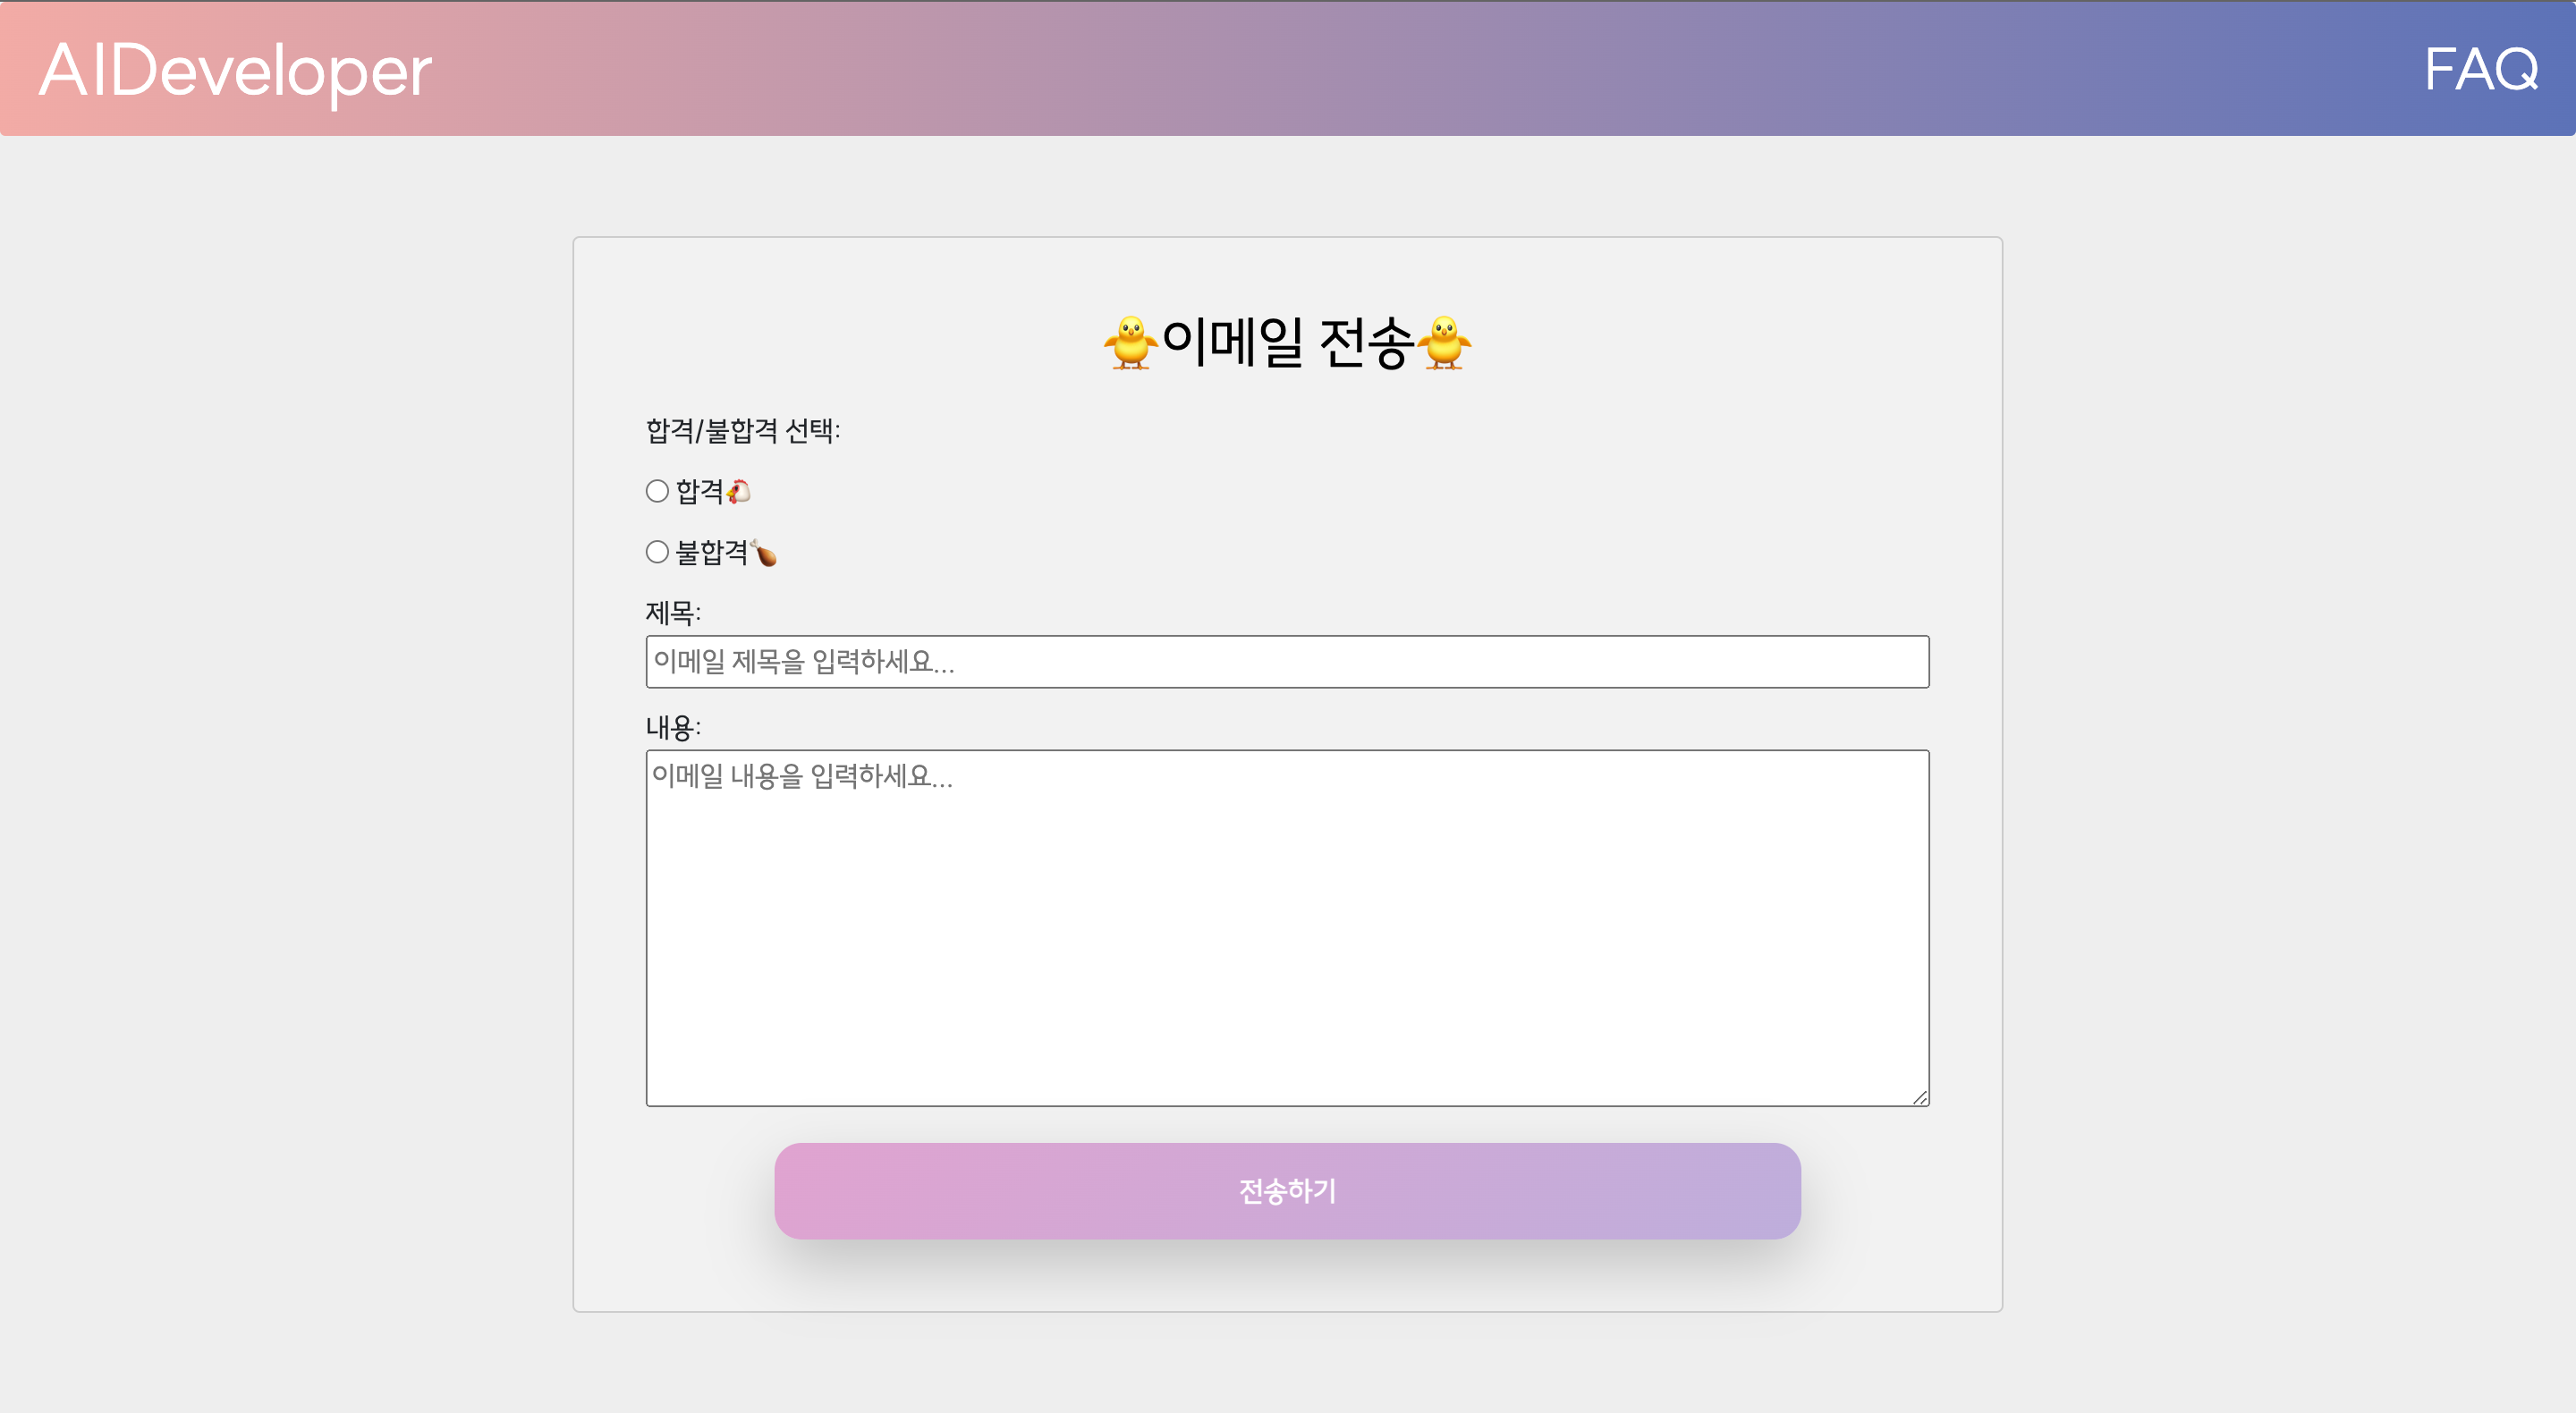 AIDeveloper
FAQ
🐥이메일 전송🐥
합격/불합격 선택:
합격🐔
불합격🍗
제목:
이메일 제목을 입력하세요...
내용:
이메일 내용을 입력하세요...
전송하기